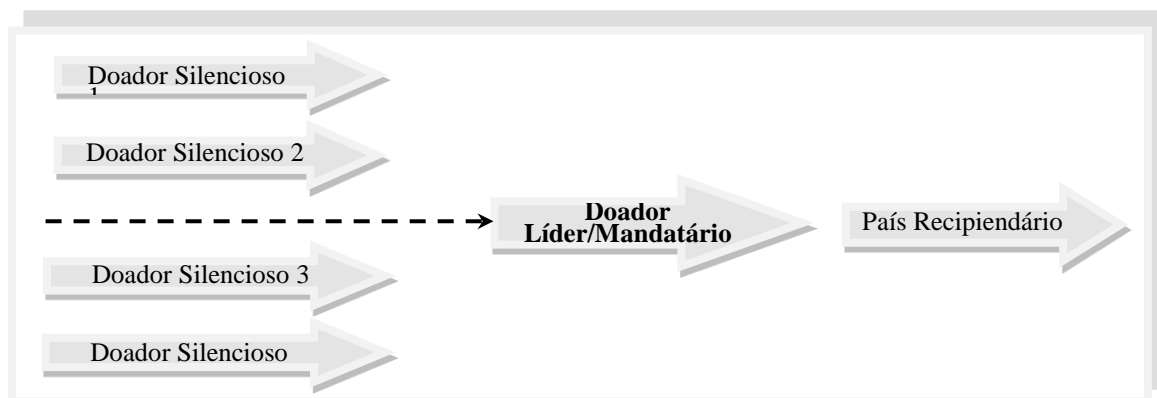 Doador Silencioso
1
Doador Silencioso 2
Doador
Líder/Mandatário
País Recipiendário
Doador Silencioso 3
Doador Silencioso